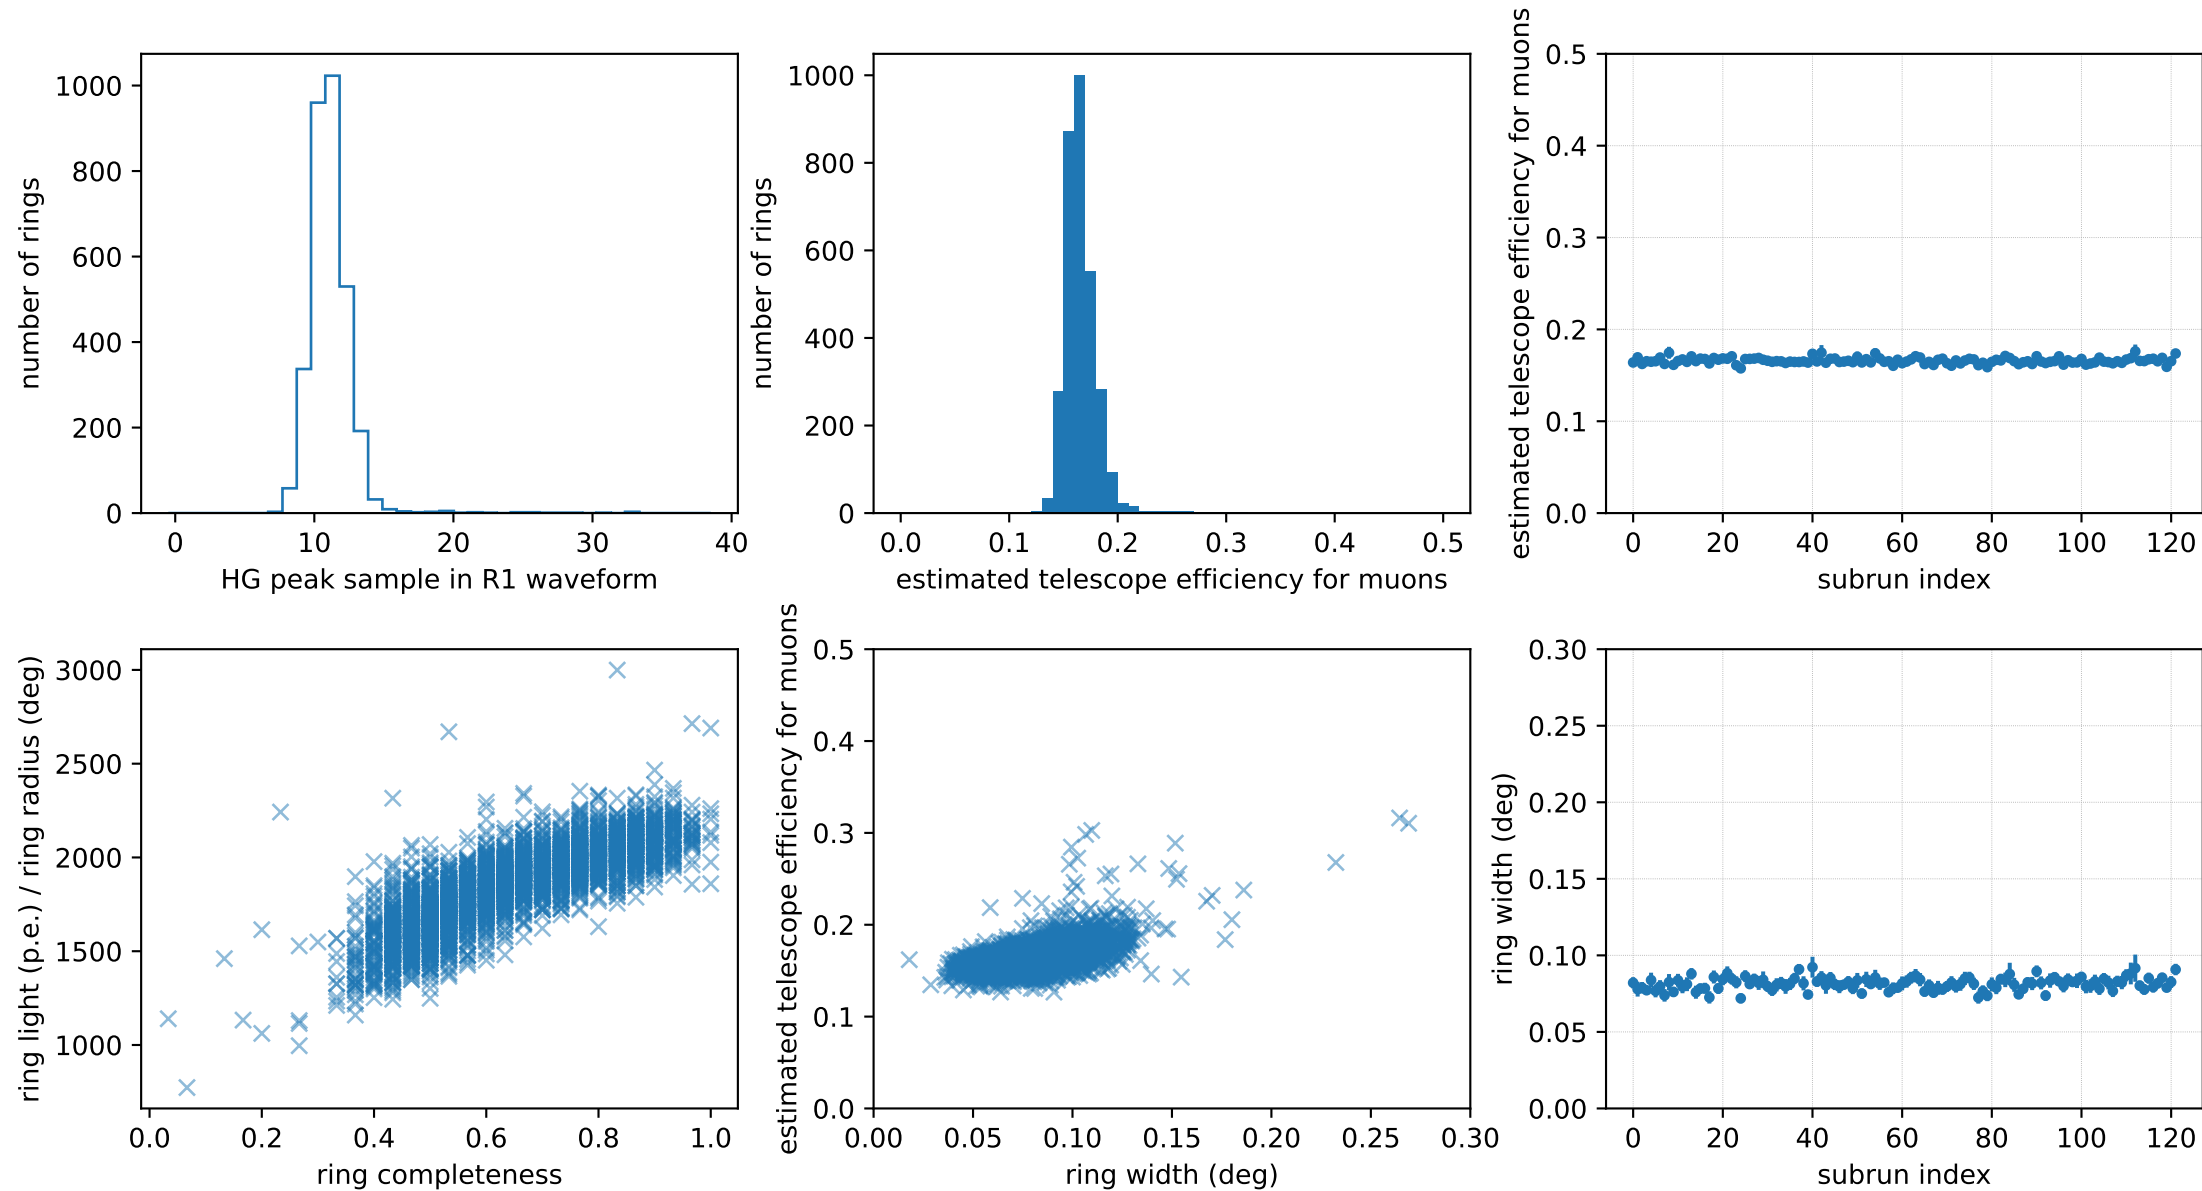 number of rings
1000
800
600
400
200
0
0 10 20 30 40
HG peak sample in R1 waveform
number of rings
1000
800
600
400
200
0
0.0 0.1 0.2 0.3 0.4 0.5
estimated telescope efficiency for muons
estimated telescope efficiency for muons
0.5
0.4
0.3
0.2
0.1
0.0
0 20 40 60 80 100 120
subrun index
ring light (p.e.) / ring radius (deg)
3000
2500
2000
1500
1000
0.0 0.2 0.4 0.6 0.8 1.0
ring completeness
estimated telescope efficiency for muons
0.5
0.4
0.3
0.2
0.1
0.0
0.00 0.05 0.10 0.15 0.20 0.25 0.30
ring width (deg)
ring width (deg)
0.30
0.25
0.20
0.15
0.10
0.05
0.00
0 20 40 60 80 100 120
subrun index